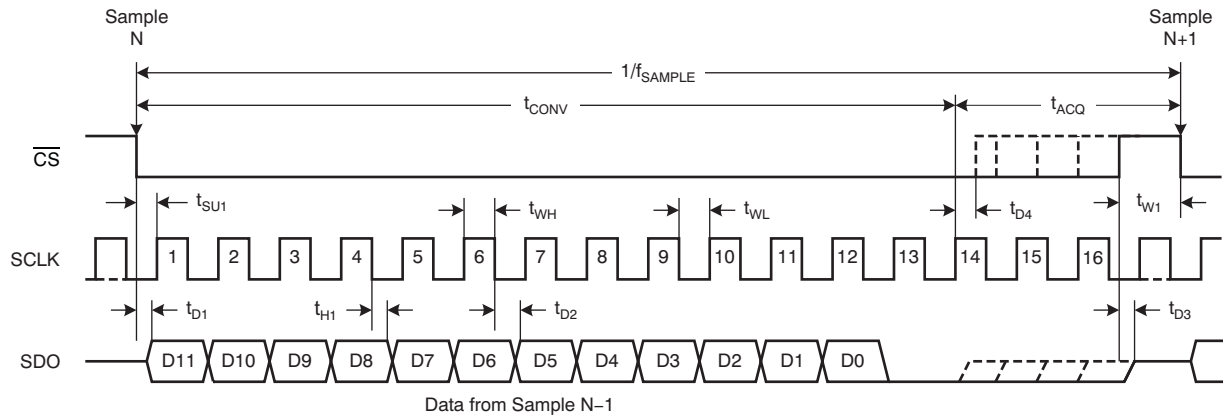 Sample
N
Sample
N+1
1/fSAMPLE
tCONV
tACQ
CS
tSU1
tWH
tWL
tD4
tW1
SCLK
1 2 3 4 5 6 7 8 9 10 11 12 13 14 15 16
tD1
tH1
tD2
tD3
SDO
D11 D10 D9 D8 D7 D6 D5 D4 D3 D2 D1 D0
Data from Sample N−1